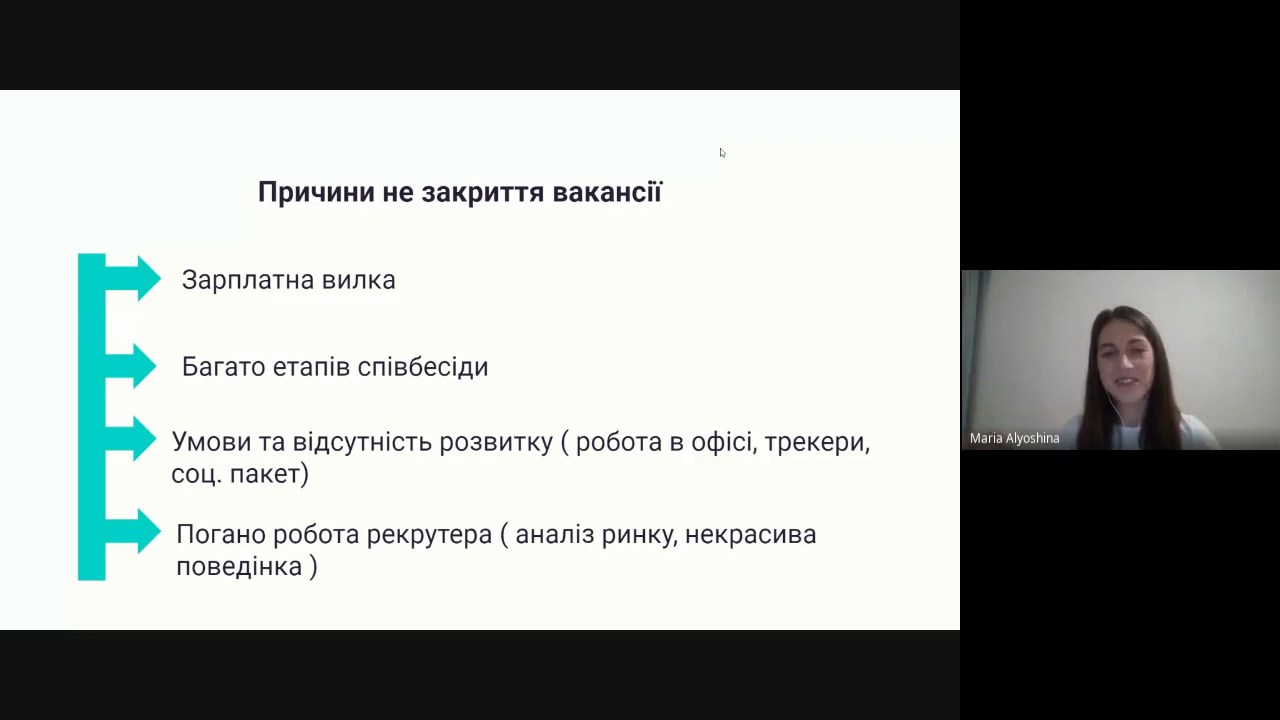 Причини не закриття вакансії
Зарплатна вилка
Багато етапів співбесіди
Умови та відсутність розвитку ( робота в офісі, трекери,
соц. пакет)
Погано робота рекрутера ( аналіз ринку, некрасива
поведінка )
Maria Alyoshina